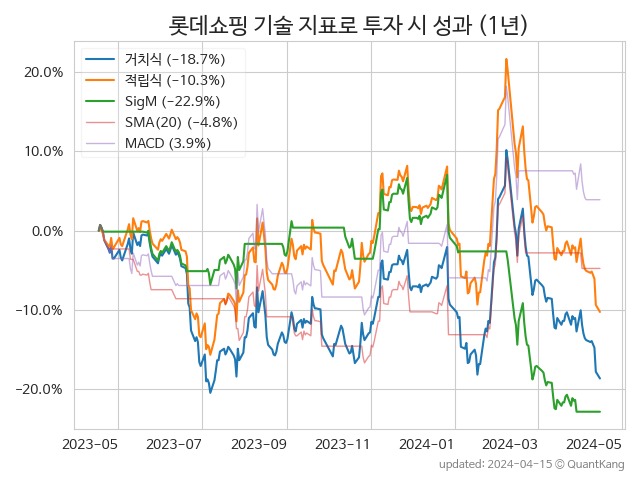 롯데쇼핑 기술 지표로 투자 시 성과 (1년)
거치식 (−18.7%)
적립식 (−10.3%)
SigM (−22.9%)
SMA(20) (−4.8%)
MACD (3.9%)
20.0%
10.0%
0.0%
−10.0%
−20.0%
2023-05 2023-07 2023-09 2023-11 2024-01 2024-03 2024-05
updated: 2024-04-15 © QuantKang